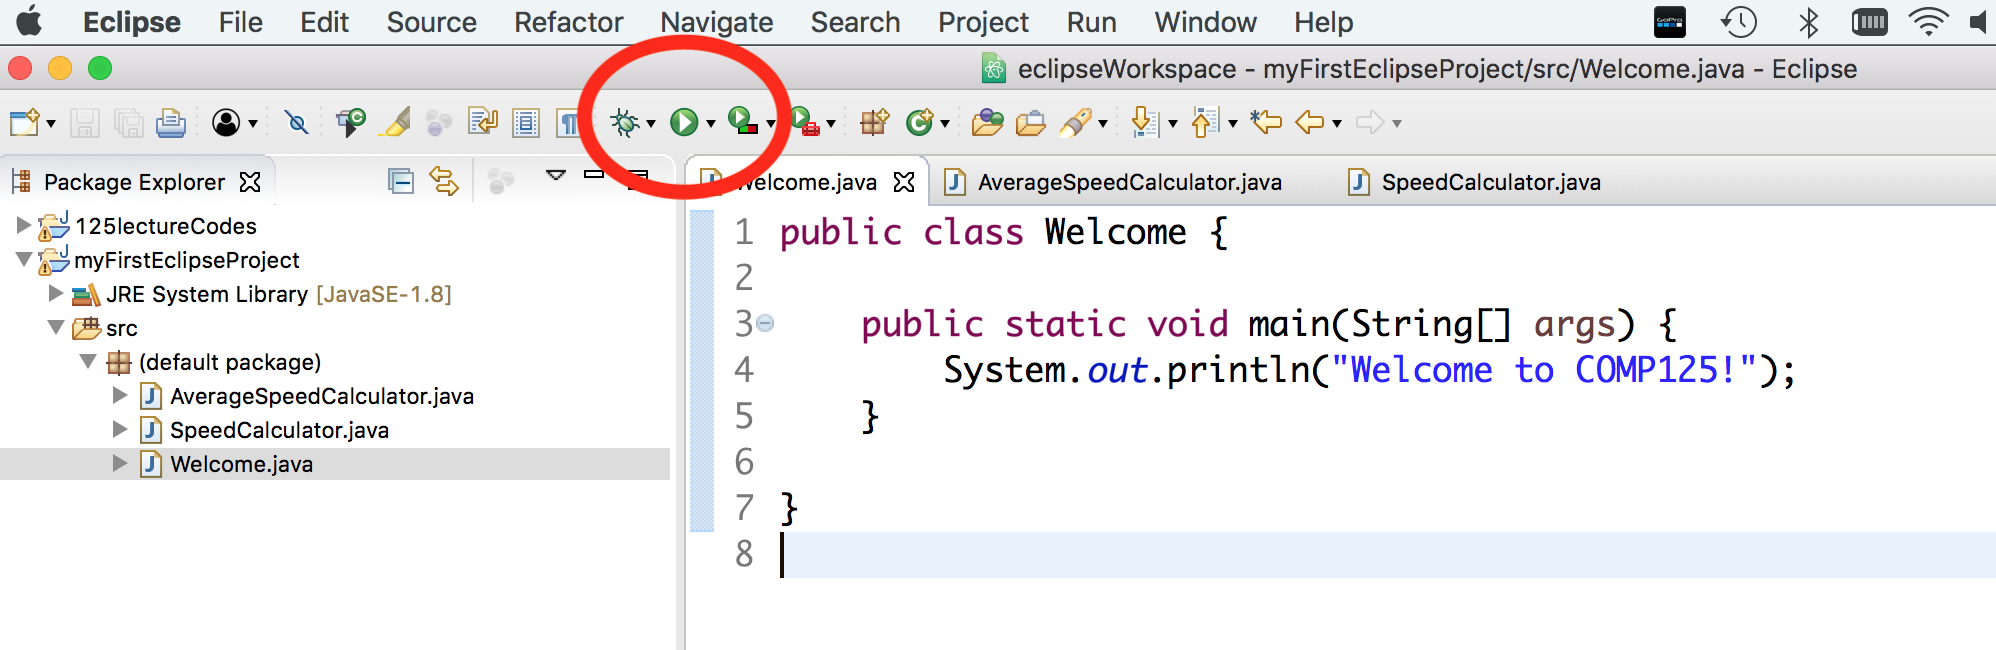 Eclipse File Edit Source Refactor Navigate Search Project Run Window Help
eclipseWorkspace - myFirstEclipseProject/src/Welcome.java - Eclipse
Package Explorer
Welcome.java AverageSpeedCalculator.java SpeedCalculator.java
125lectureCodes
myFirstEclipseProject
JRE System Library [JavaSE-1.8]
src
(default package)
AverageSpeedCalculator.java
SpeedCalculator.java
Welcome.java
1 public class Welcome {
2
3 public static void main(String[] args) {
4 System.out.println("Welcome to COMP125!");
5 }
6
7 }
8